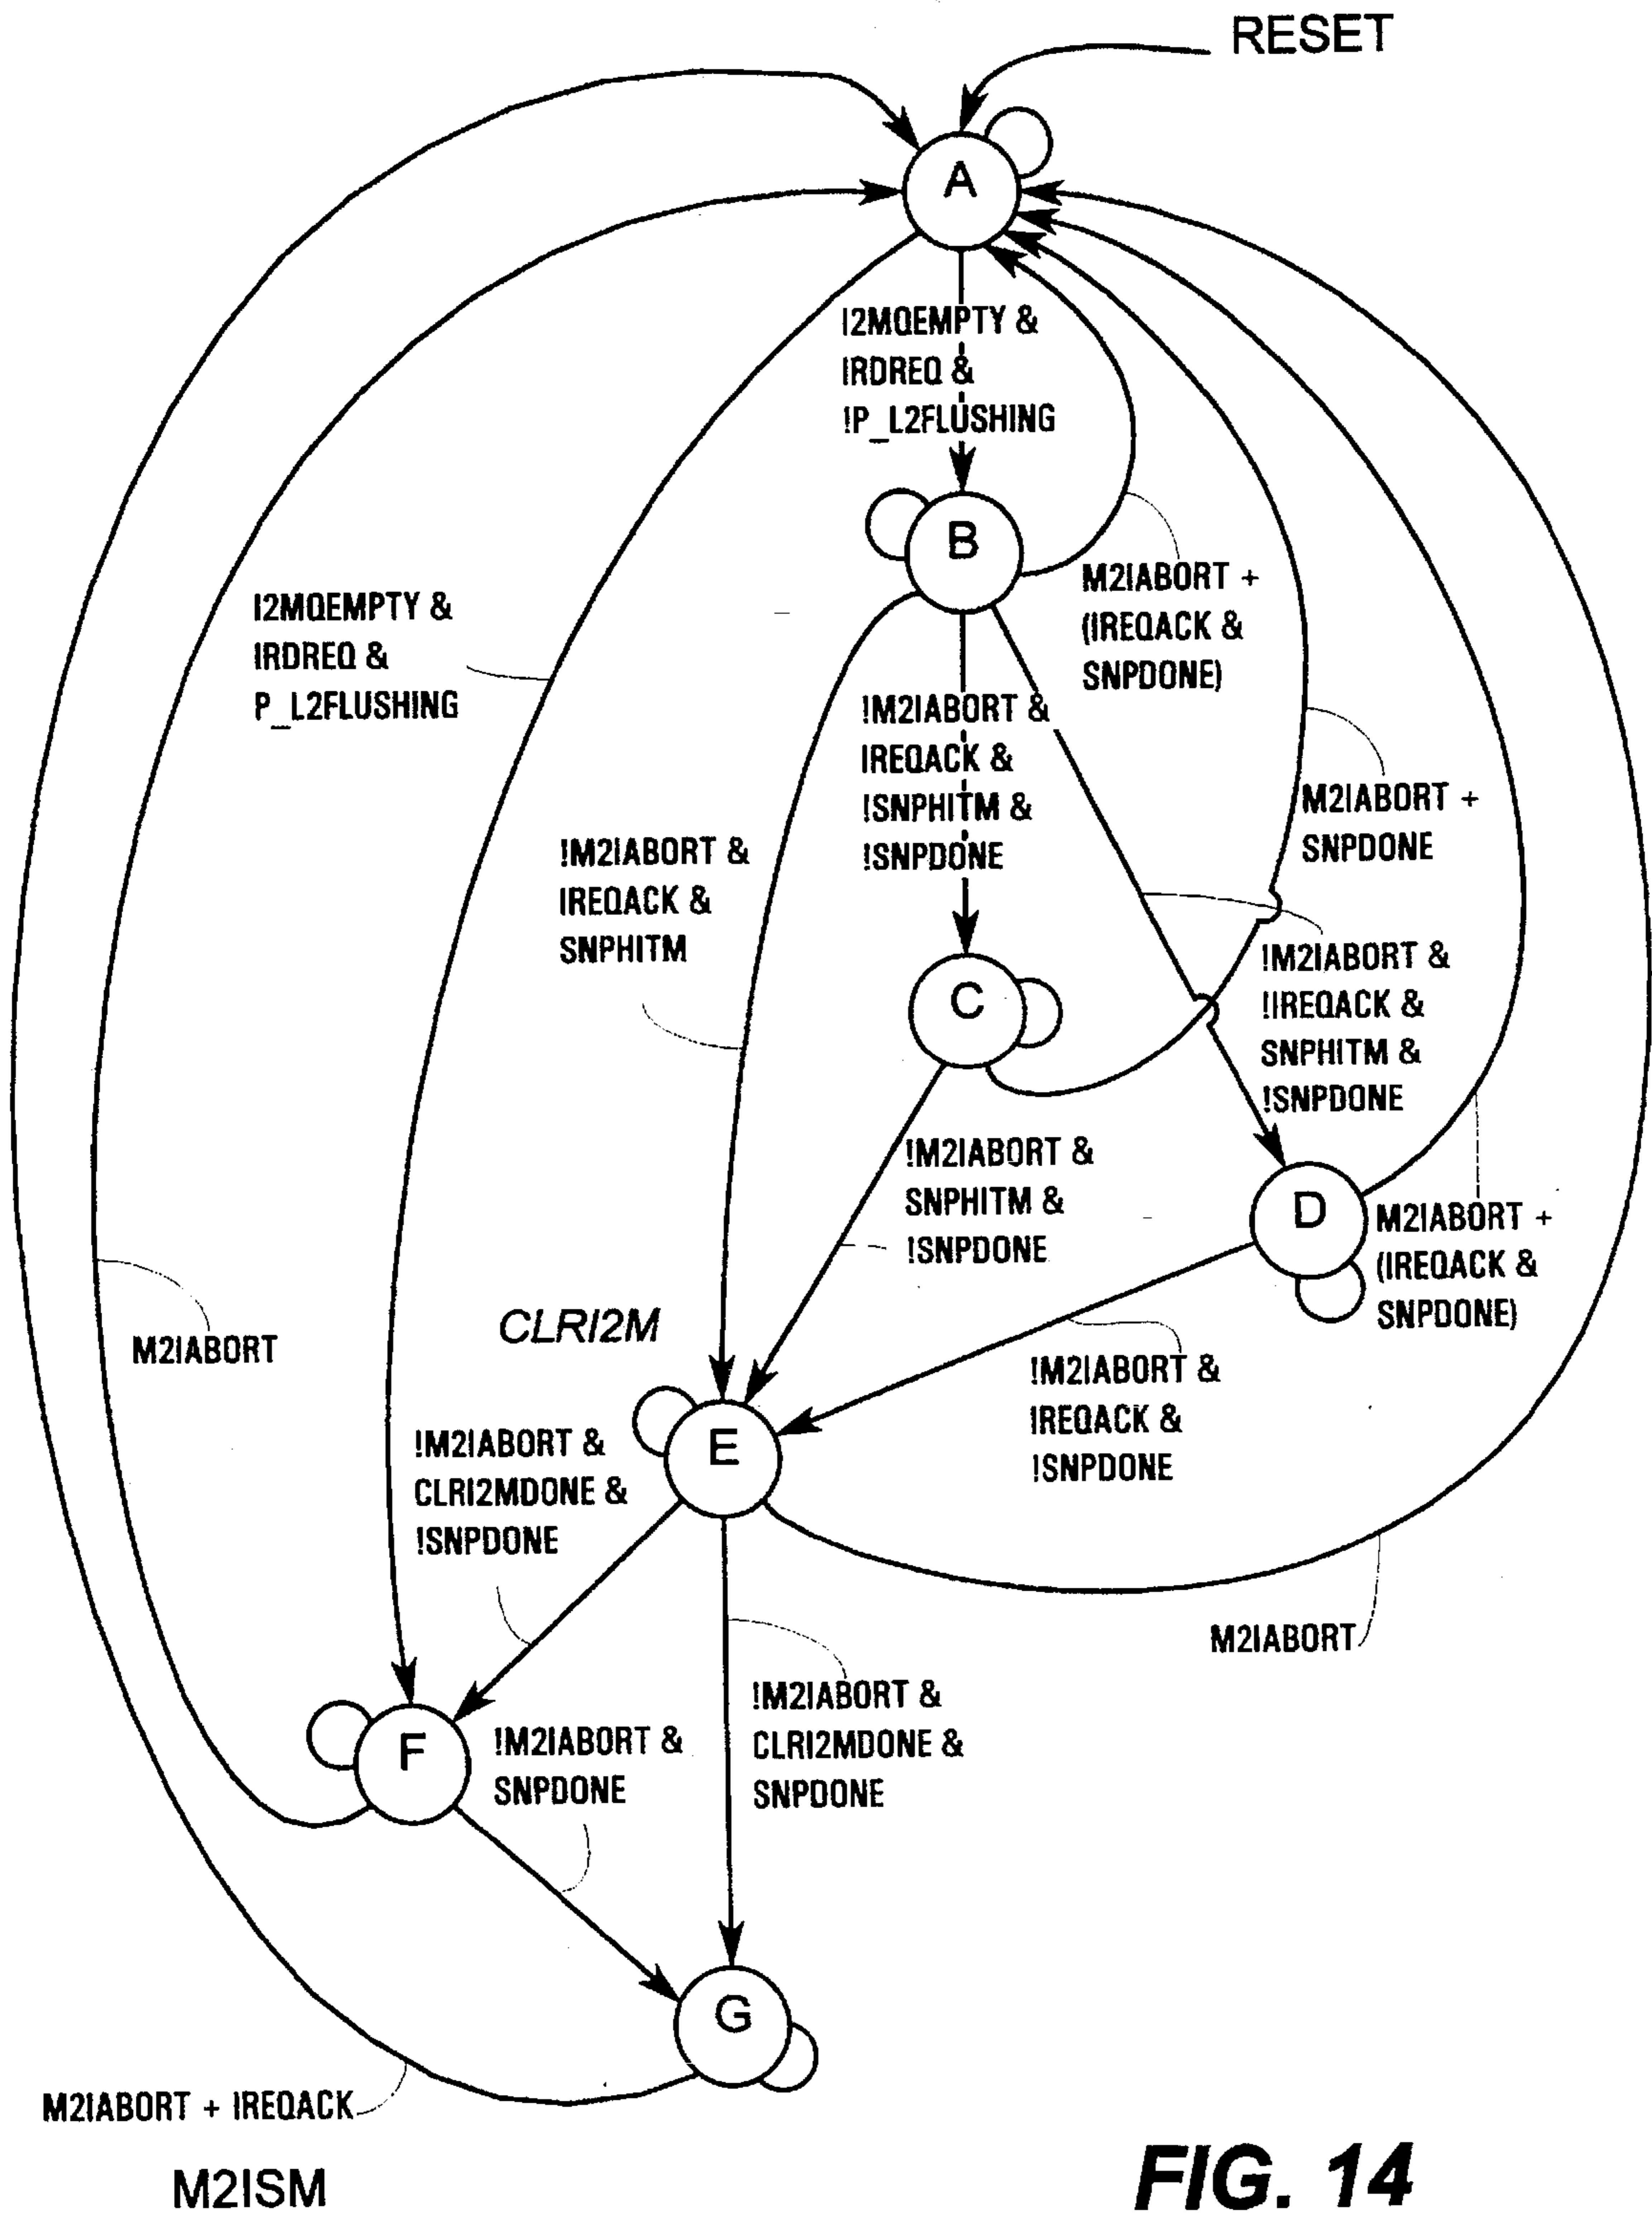 RESET
A
I2MQEMPTY &
IRDREQ &
!P_L2FLUSHING
B
M2IABORT +
(IREQACK &
SNPDONE)
I2MQEMPTY &
IRDREQ &
P_L2FLUSHING
!M2IABORT &
IREQACK &
!SNPHITM &
!SNPDONE
M2IABORT +
SNPDONE
!M2IABORT &
IREQACK &
SNPHITM
C
!M2IABORT &
!IREQACK &
SNPHITM &
!SNPDONE
!M2IABORT &
SNPHITM &
!SNPDONE
D
M2IABORT +
(IREQACK &
SNPDONE)
M2IABORT
CLRI2M
!M2IABORT &
IREQACK &
!SNPDONE
E
!M2IABORT &
CLRI2MDONE &
!SNPDONE
M2IABORT
F
!M2IABORT &
SNPDONE
!M2IABORT &
CLRI2MDONE &
SNPDONE
G
M2IABORT + IREQACK
M2ISM
FIG. 14